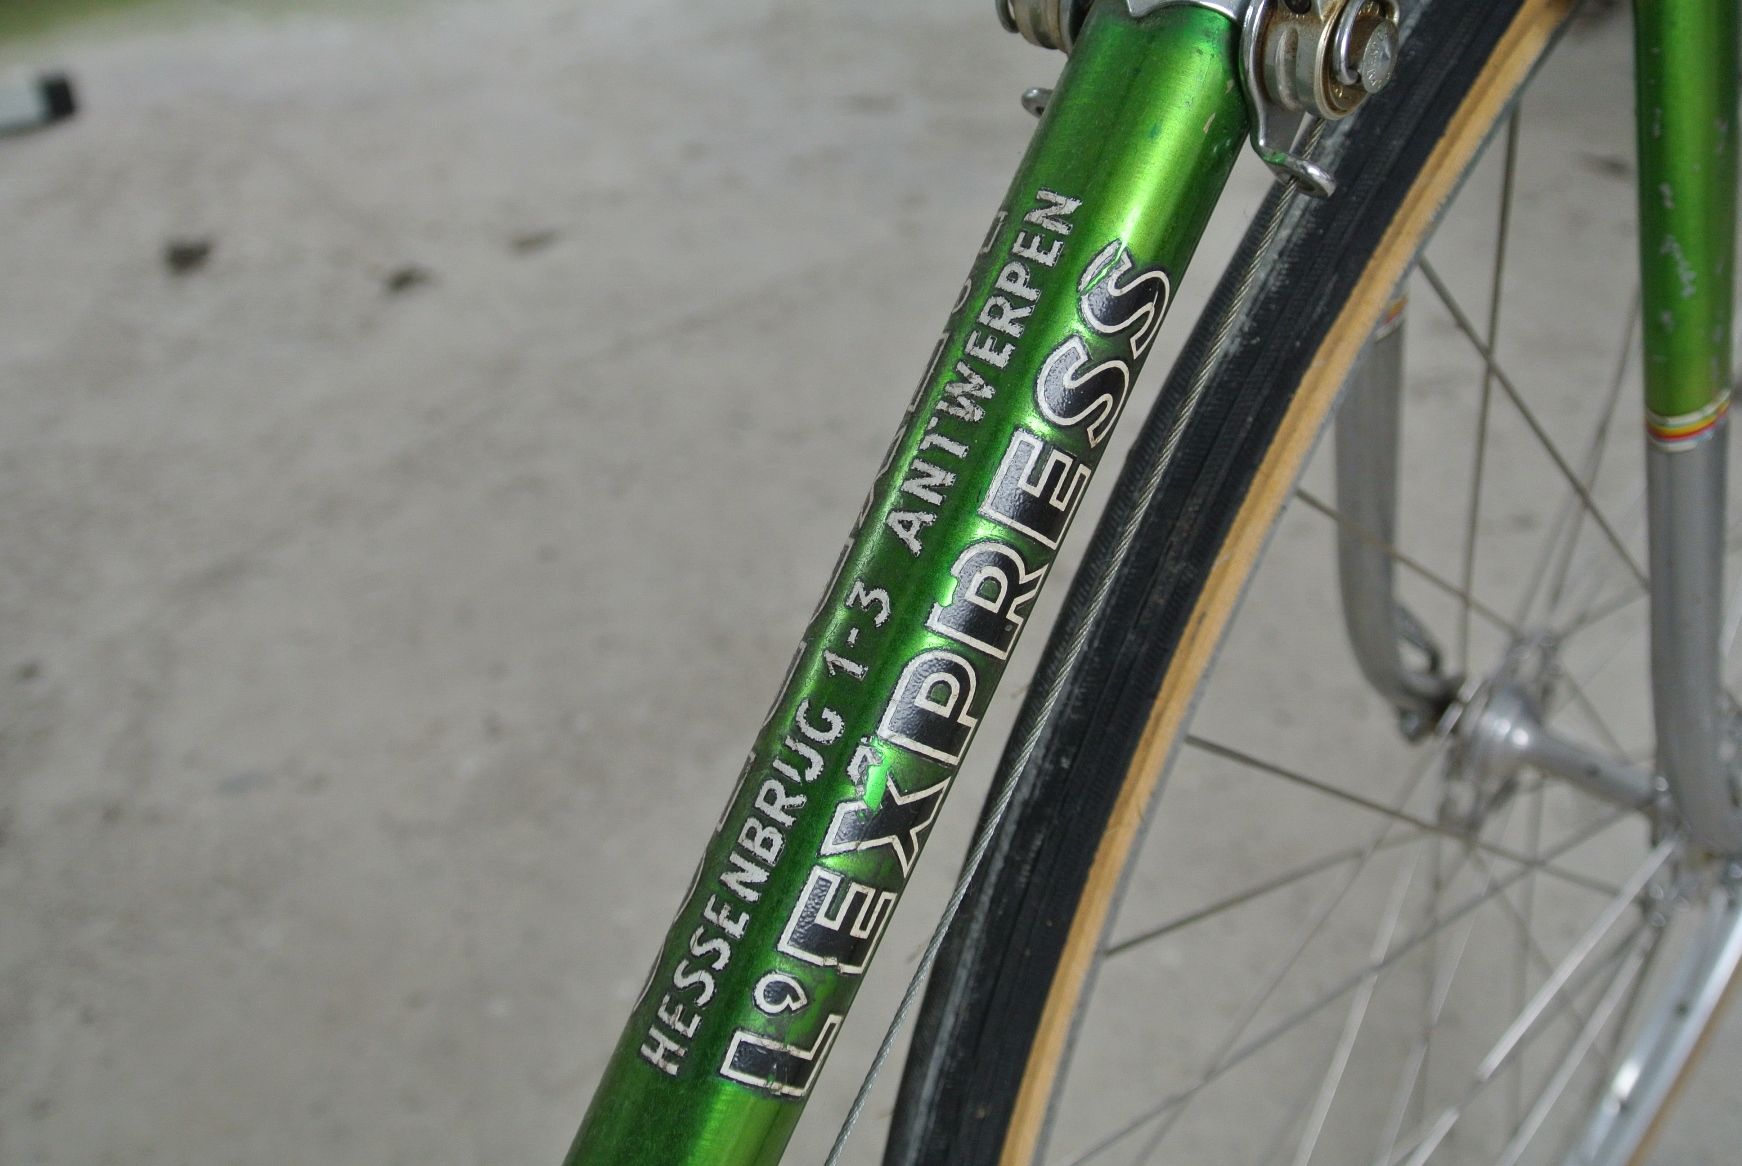 HESSENBRUG 1-3 ANTWERPEN
L'EXPRESS